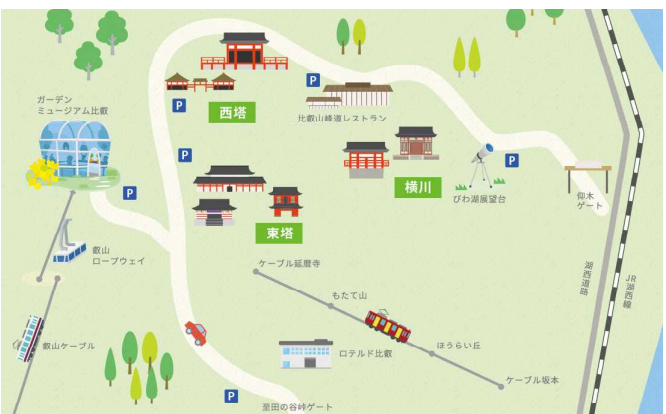 P
西塔
P
比叡山峰道レストラン
ガーデン
ミュージアム比叡
P
P
P
横川
びわ湖展望台
P
仰木
ゲート
東塔
叡山
ロープウェイ
ケーブル延暦寺
もたて山
湖西道路
JR湖西線
叡山ケーブル
ロテルド比叡
ほうらい丘
ケーブル坂本
P
至田の谷峠ゲート